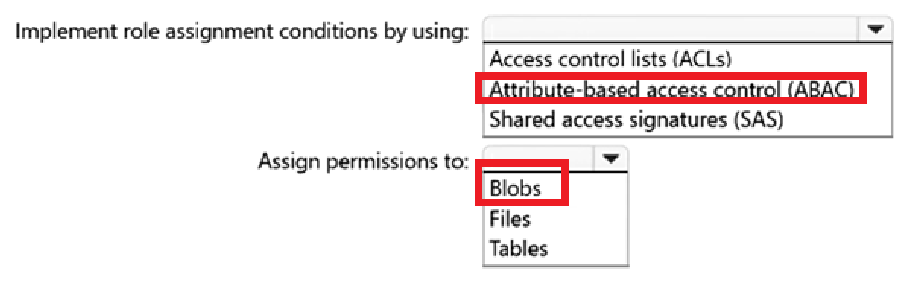 Implement role assignment conditions by using:
Access control lists (ACLs)
Attribute-based access control (ABAC)
Shared access signatures (SAS)
Assign permissions to:
Blobs
Files
Tables